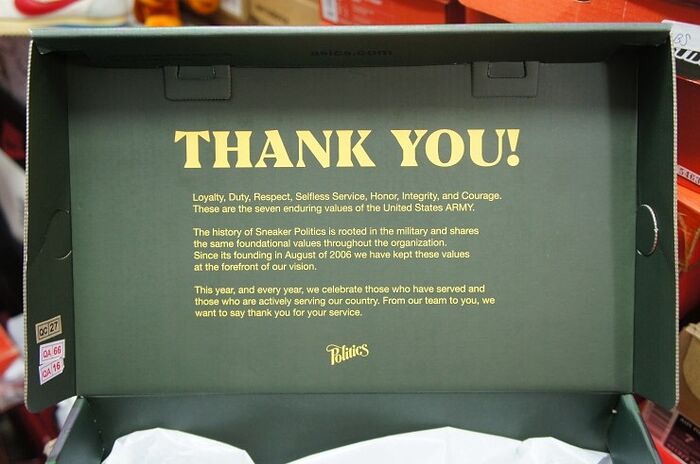 asics.com
THANK YOU!
Loyalty, Duty, Respect, Selfless Service, Honor, Integrity, and Courage.
These are the seven enduring values of the United States ARMY.
The history of Sneaker Politics is rooted in the military and shares
the same foundational values throughout the organization.
Since its founding in August of 2006 we have kept these values
at the forefront of our vision.
This year, and every year, we celebrate those who have served and
those who are actively serving our country. From our team to you, we
want to say thank you for your service.
Politics
QC 27
QA 66
QA 16